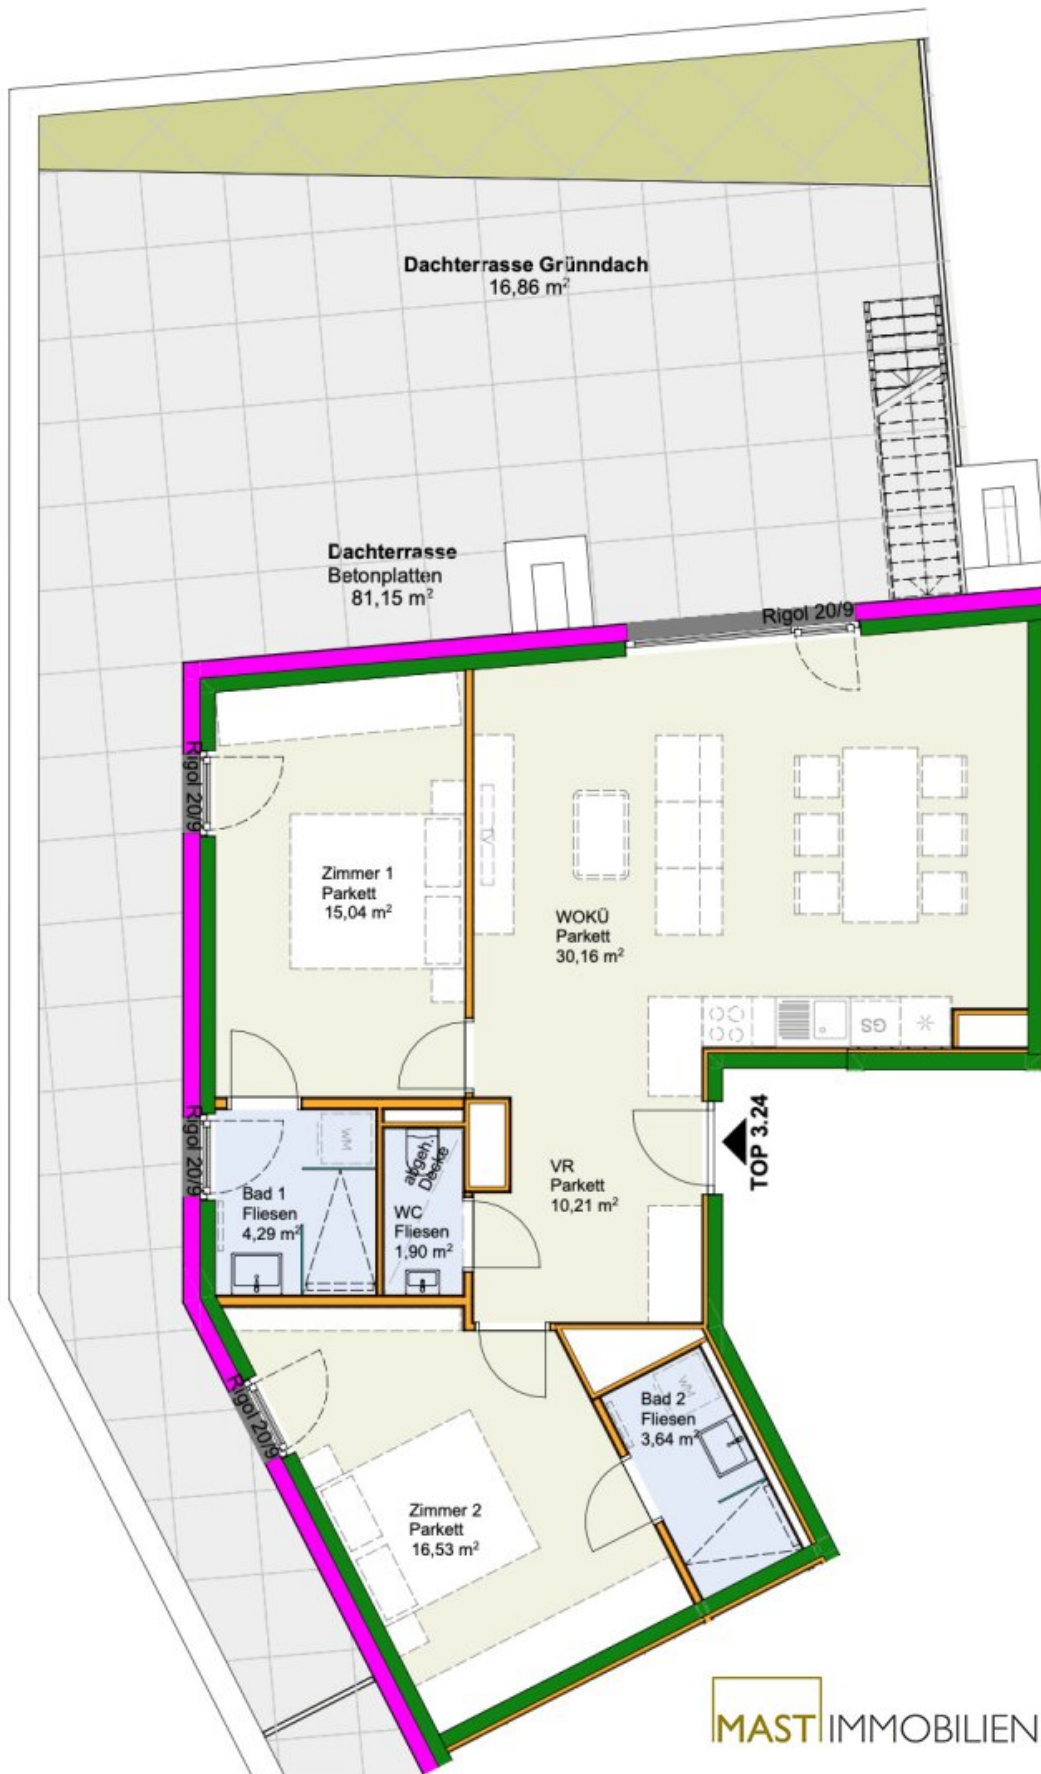 Dachterrasse Gründach
16,86 m²
Dachterrasse
Betonplatten
81,15 m²
Rigol 20/9
Rigol 20/9
Zimmer 1
Parkett
15,04 m²
TV
WOKÜ
Parkett
30,16 m²
GS
Rigol 20/9
WM
abgeh.
Decke
Bad 1
Fliesen
4,29 m²
WC
Fliesen
1,90 m²
VR
Parkett
10,21 m²
TOP 3.24
Rigol 20/9
WM
Bad 2
Fliesen
3,64 m²
Zimmer 2
Parkett
16,53 m²
MAST IMMOBILIEN